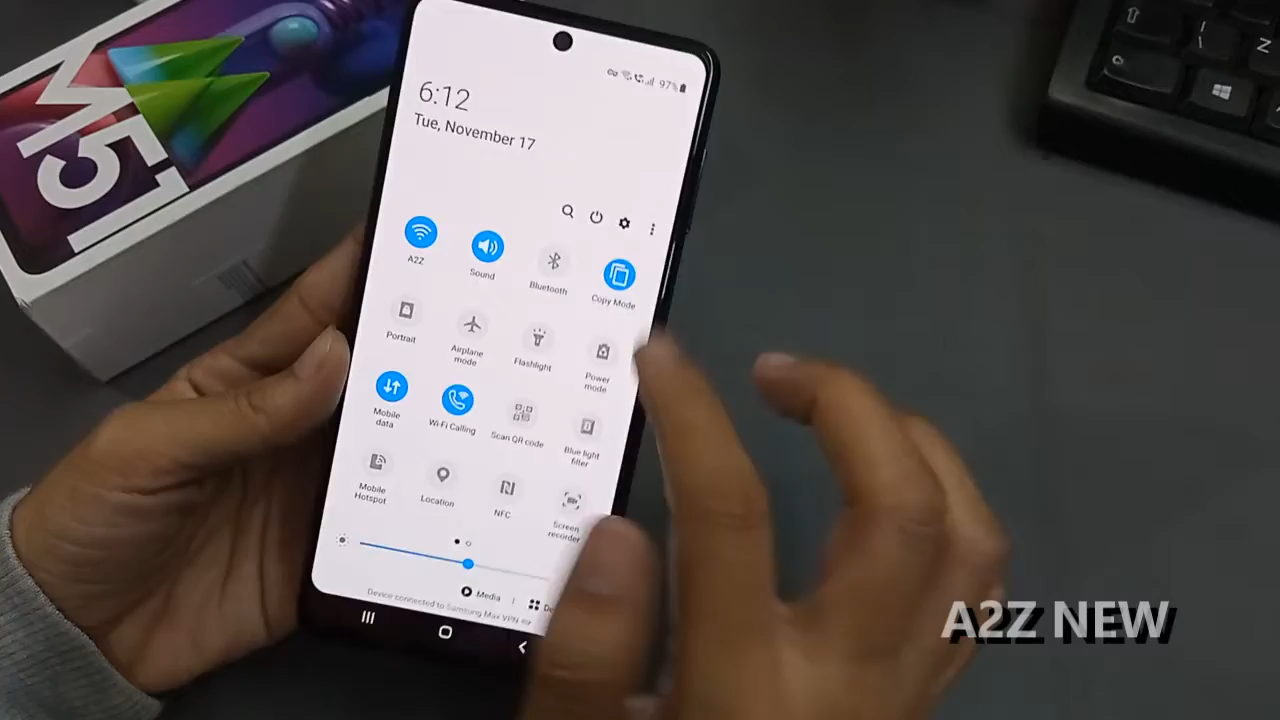 M51
97%
6:12
Tue, November 17
A2Z
Sound
Bluetooth
Copy Mode
Portrait
Airplane
mode
Flashlight
Power
mode
Mobile
data
Wi-Fi Calling
Scan QR code
Blue light
filter
Mobile
Hotspot
Location
NFC
Screen
recorder
Media
Device connected to Samsung Max VPN
A2Z NEW